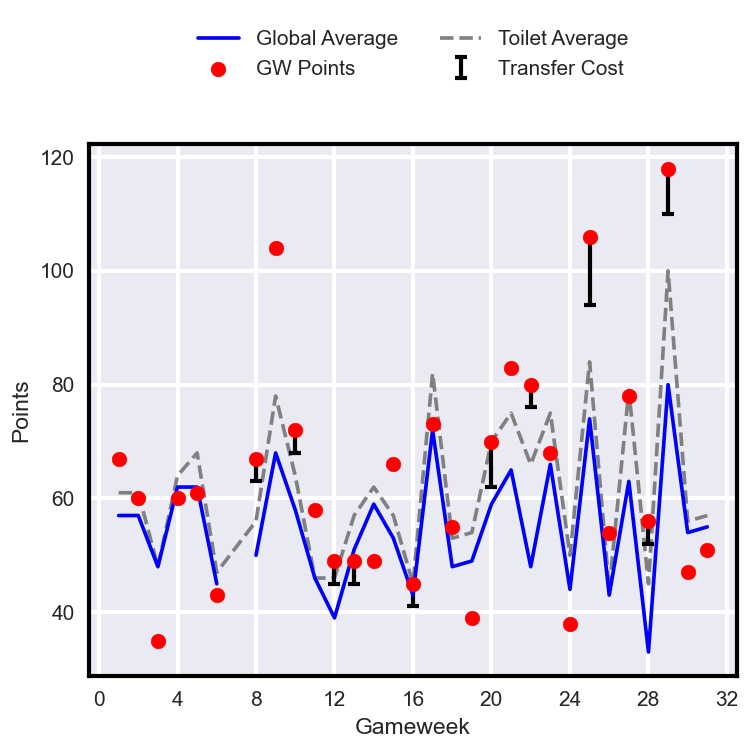 Global Average Toilet Average
GW Points Transfer Cost
120
100
80
60
40
Points
0 4 8 12 16 20 24 28 32
Gameweek